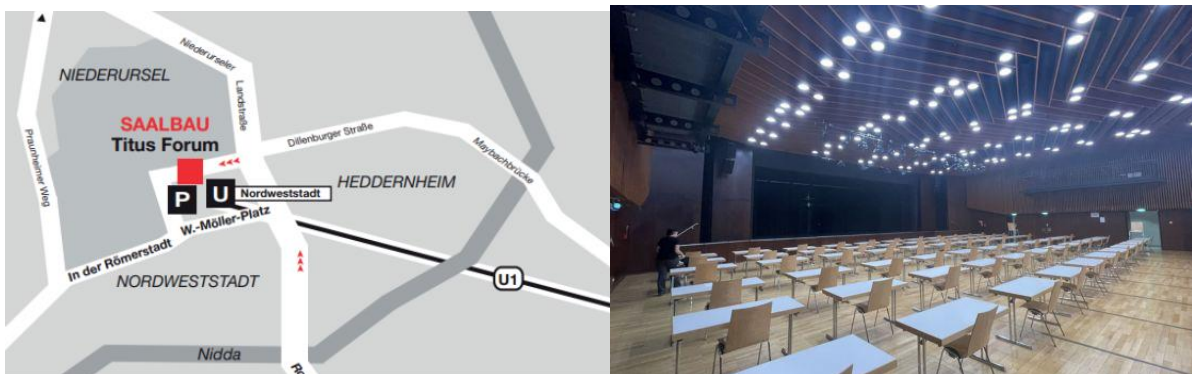 Niederurseler
Landstraße
NIEDERURSEL
SAALBAU
Titus Forum
Dillenburger Straße
Maybachbrücke
Praunheimer Weg
HEDDERNHEIM
P
U
Nordweststadt
W.-Möller-Platz
In der Römerstadt
NORDWESTSTADT
U1
Nidda